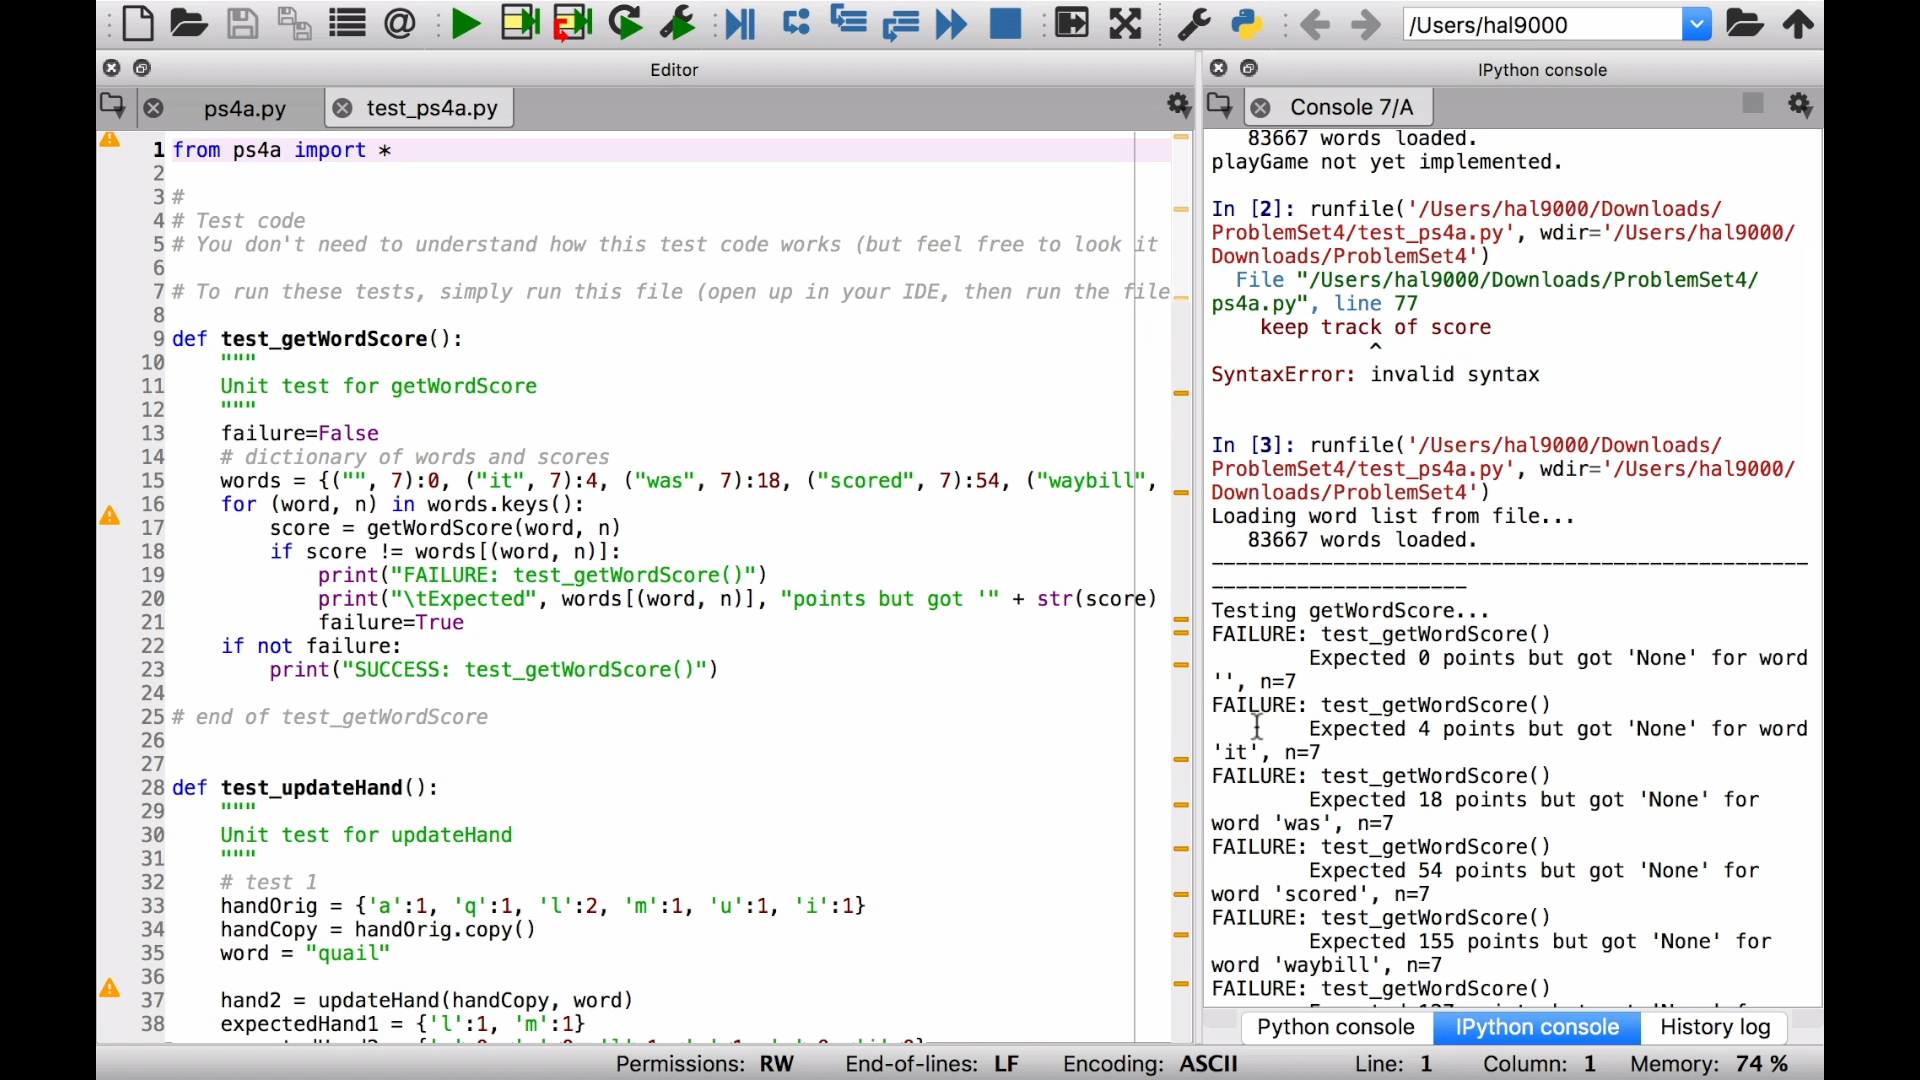 /Users/hal9000
Editor
IPython console
ps4a.py
test_ps4a.py
Console 7/A
1 from ps4a import *
2
3 #
4 # Test code
5 # You don't need to understand how this test code works (but feel free to look it
6
7 # To run these tests, simply run this file (open up in your IDE, then run the file
8
9 def test_getWordScore():
10 """
11 Unit test for getWordScore
12 """
13 failure=False
14 # dictionary of words and scores
15 words = {("", 7):0, ("it", 7):4, ("was", 7):18, ("scored", 7):54, ("waybill",
16 for (word, n) in words.keys():
17 score = getWordScore(word, n)
18 if score != words[(word, n)]:
19 print("FAILURE: test_getWordScore()")
20 print("\tExpected", words[(word, n)], "points but got '" + str(score)
21 failure=True
22 if not failure:
23 print("SUCCESS: test_getWordScore()")
24
25 # end of test_getWordScore
26
27
28 def test_updateHand():
29 """
30 Unit test for updateHand
31 """
32 # test 1
33 handOrig = {'a':1, 'q':1, 'l':2, 'm':1, 'u':1, 'i':1}
34 handCopy = handOrig.copy()
35 word = "quail"
36
37 hand2 = updateHand(handCopy, word)
38 expectedHand1 = {'l':1, 'm':1}
83667 words loaded.
playGame not yet implemented.
In [2]: runfile('/Users/hal9000/Downloads/
ProblemSet4/test_ps4a.py', wdir='/Users/hal9000/
Downloads/ProblemSet4')
File "/Users/hal9000/Downloads/ProblemSet4/
ps4a.py", line 77
keep track of score
^
SyntaxError: invalid syntax
In [3]: runfile('/Users/hal9000/Downloads/
ProblemSet4/test_ps4a.py', wdir='/Users/hal9000/
Downloads/ProblemSet4')
Loading word list from file...
83667 words loaded.
-------------------------------------------------
---------------------
Testing getWordScore...
FAILURE: test_getWordScore()
Expected 0 points but got 'None' for word
'', n=7
FAILURE: test_getWordScore()
Expected 4 points but got 'None' for word
'it', n=7
FAILURE: test_getWordScore()
Expected 18 points but got 'None' for
word 'was', n=7
FAILURE: test_getWordScore()
Expected 54 points but got 'None' for
word 'scored', n=7
FAILURE: test_getWordScore()
Expected 155 points but got 'None' for
word 'waybill', n=7
FAILURE: test_getWordScore()
Python console
IPython console
History log
Permissions: RW End-of-lines: LF Encoding: ASCII Line: 1 Column: 1 Memory: 74 %